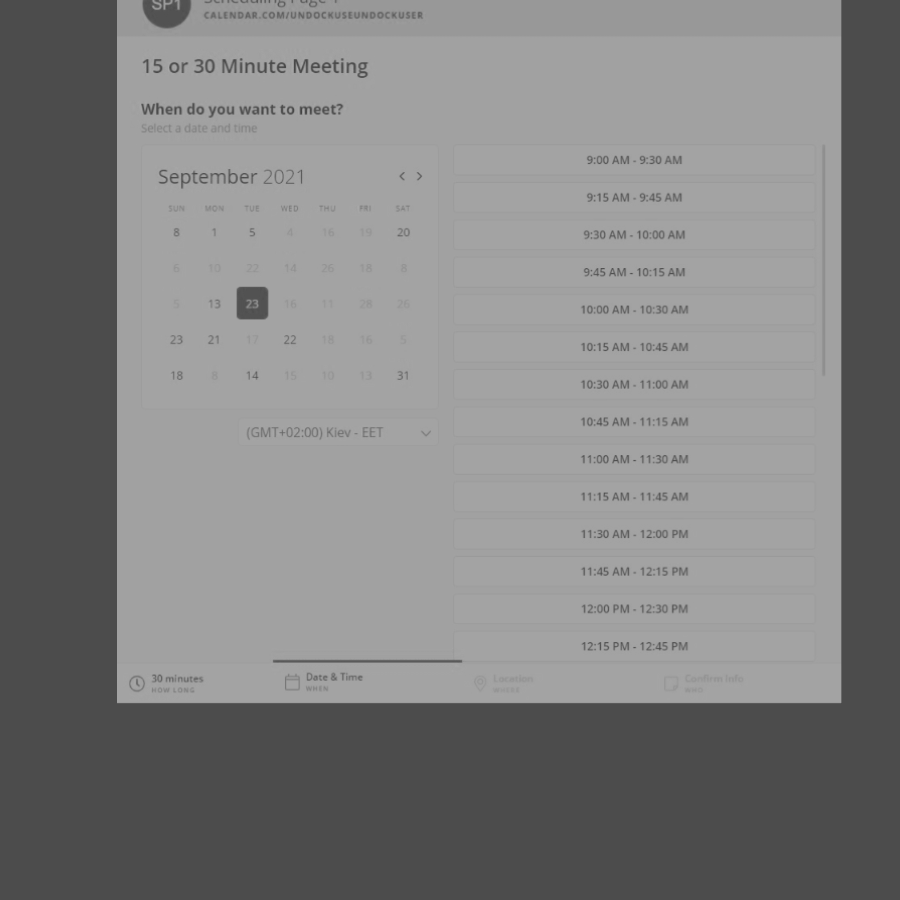 SP1
Scheduling Page 1
CALENDAR.COM/UNDOCKUSEUNDOCKUSER
15 or 30 Minute Meeting
When do you want to meet?
Select a date and time
September 2021
< >
SUN MON TUE WED THU FRI SAT
8 1 5 4 16 19 20
6 10 22 14 26 18 8
5 13 23 16 11 28 26
23 21 17 22 18 16 5
18 8 14 15 10 13 31
(GMT+02:00) Kiev - EET
9:00 AM - 9:30 AM
9:15 AM - 9:45 AM
9:30 AM - 10:00 AM
9:45 AM - 10:15 AM
10:00 AM - 10:30 AM
10:15 AM - 10:45 AM
10:30 AM - 11:00 AM
10:45 AM - 11:15 AM
11:00 AM - 11:30 AM
11:15 AM - 11:45 AM
11:30 AM - 12:00 PM
11:45 AM - 12:15 PM
12:00 PM - 12:30 PM
12:15 PM - 12:45 PM
30 minutes
HOW LONG
Date & Time
WHEN
Location
WHERE
Confirm Info
WHO